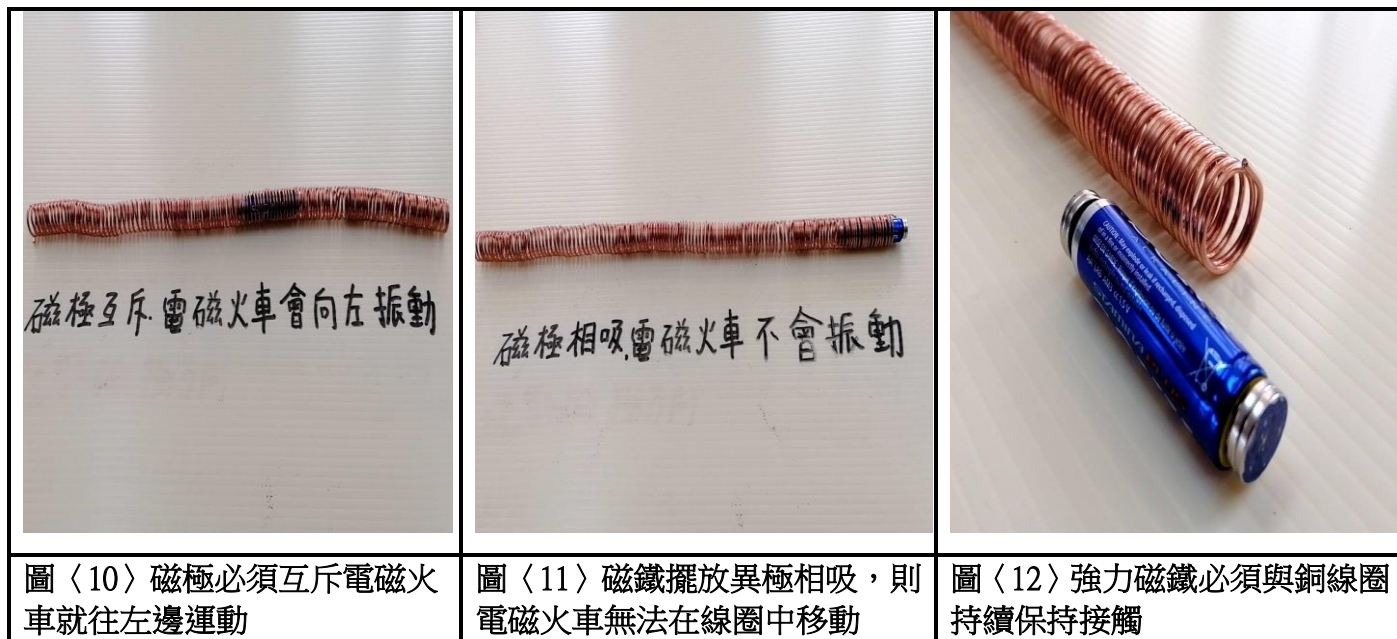 磁極互斥.電磁火車會向左振動
磁極相吸,電磁火車不會振動
圖〈10〉磁極必須互斥電磁火
車就往左邊運動
圖〈11〉磁鐵擺放異極相吸，則
電磁火車無法在線圈中移動
圖〈12〉強力磁鐵必須與銅線圈
持續保持接觸